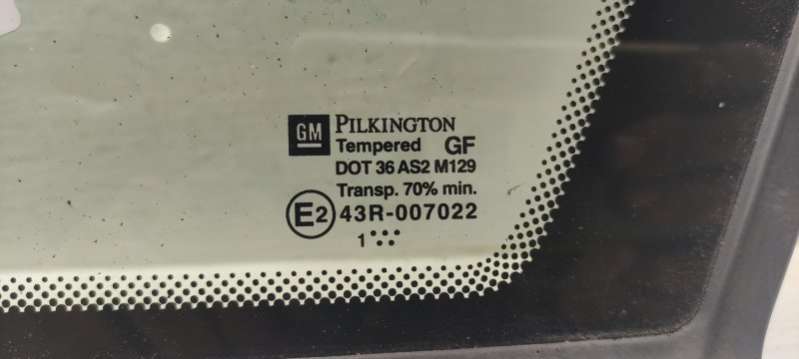 GM PILKINGTON
Tempered GF
DOT 36 AS2 M129
Transp. 70% min.
E2 43R-007022
1